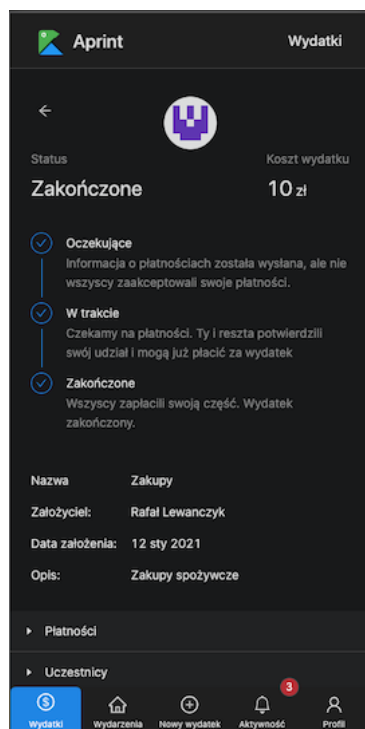 Aprint Wydatki
Status Koszt wydatku
Zakończone 10 zł
Oczekujące
Informacja o płatnościach została wysłana, ale nie
wszyscy zaakceptowali swoje płatności.
W trakcie
Czekamy na płatności. Ty i reszta potwierdzili
swój udział i mogą już płacić za wydatek
Zakończone
Wszyscy zapłacili swoją część. Wydatek
zakończony.
Nazwa Zakupy
Założyciel: Rafał Lewanczyk
Data założenia: 12 sty 2021
Opis: Zakupy spożywcze
Płatności
Uczestnicy
3
Wydatki Wydarzenia Nowy wydatek Aktywność Profil